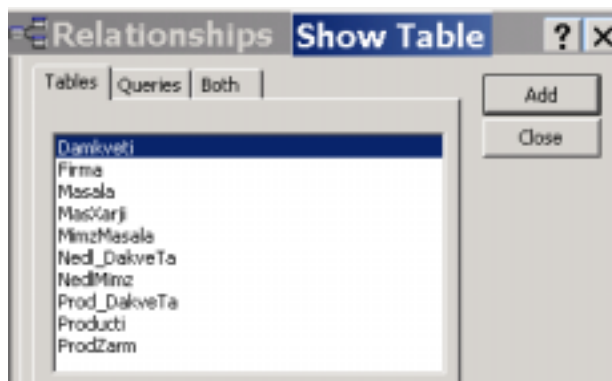 Relationships Show Table ? ×
Tables Queries Both
Add
Close
Damkveti
Firma
Masala
MasXarji
MimzMasala
Nedl_DakveTa
NedlMimz
Prod_DakveTa
Producti
ProdZarm